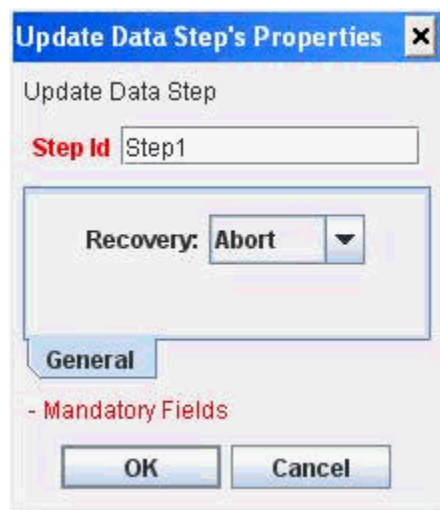 Update Data Step's Properties
Update Data Step
Step Id Step1
Recovery: Abort
General
- Mandatory Fields
OK Cancel